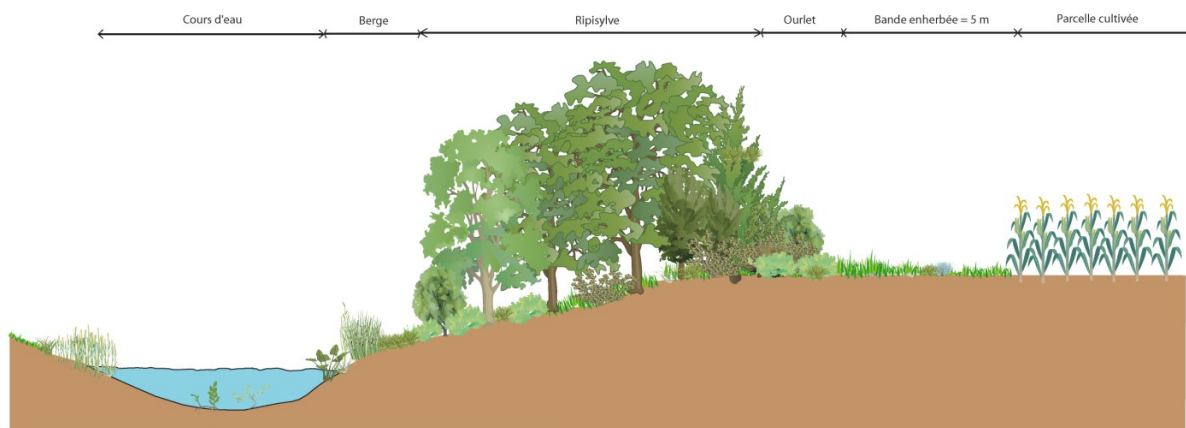 Cours d'eau
Berge
Ripisylve
Ourlet
Bande enherbée = 5 m
Parcelle cultivée